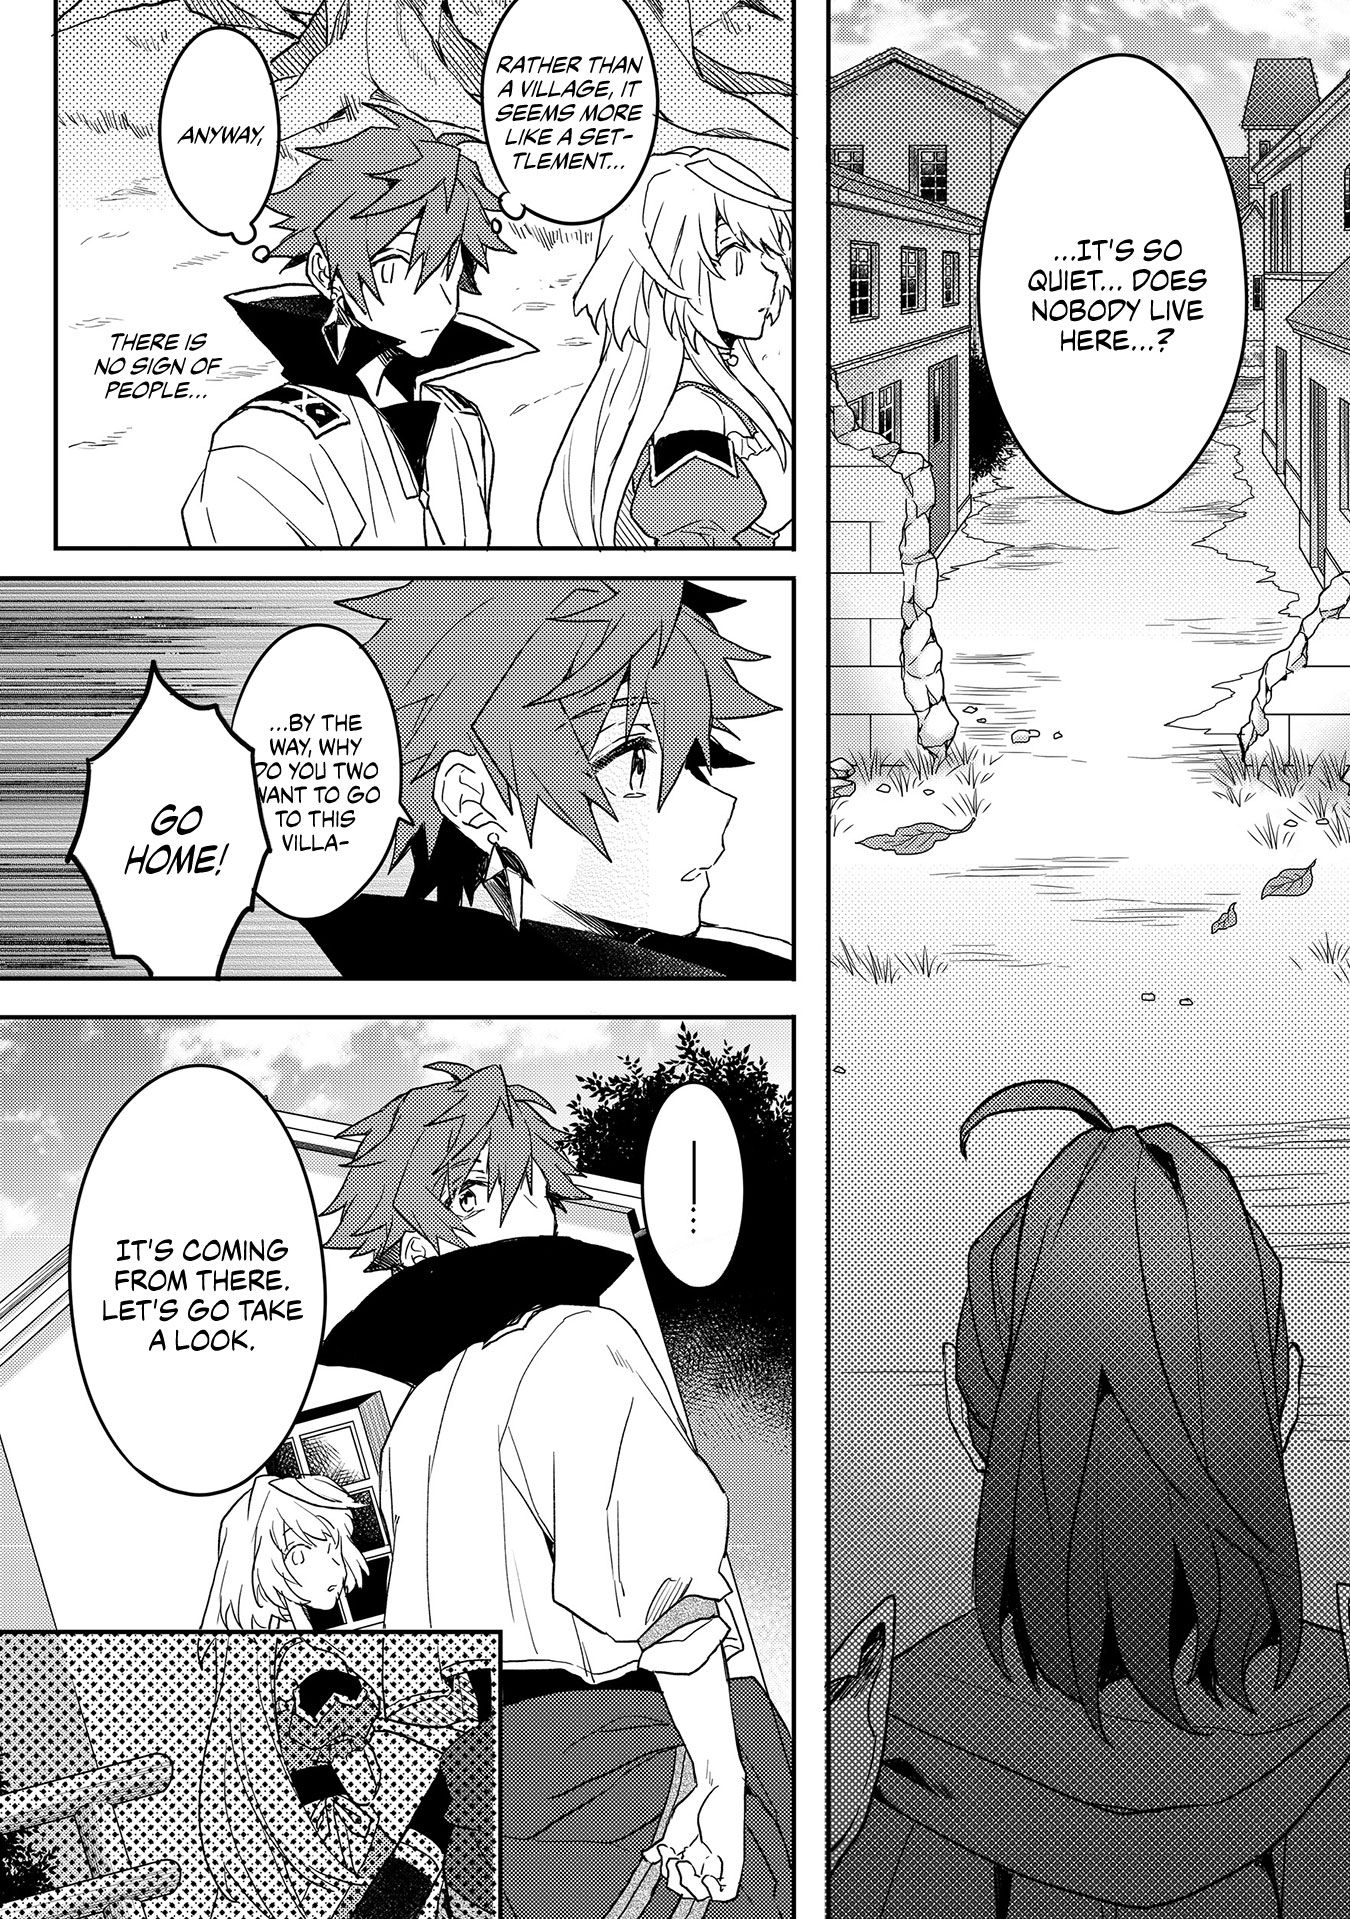 ...IT'S SO
QUIET... DOES
NOBODY LIVE
HERE...?
RATHER THAN
A VILLAGE, IT
SEEMS MORE
LIKE A SET-
TLEMENT...
ANYWAY,
THERE IS
NO SIGN OF
PEOPLE...
...BY THE
WAY, WHY
DO YOU TWO
WANT TO GO
TO THIS
VILLA-
GO
HOME!
IT'S COMING
FROM THERE.
LET'S GO TAKE
A LOOK.